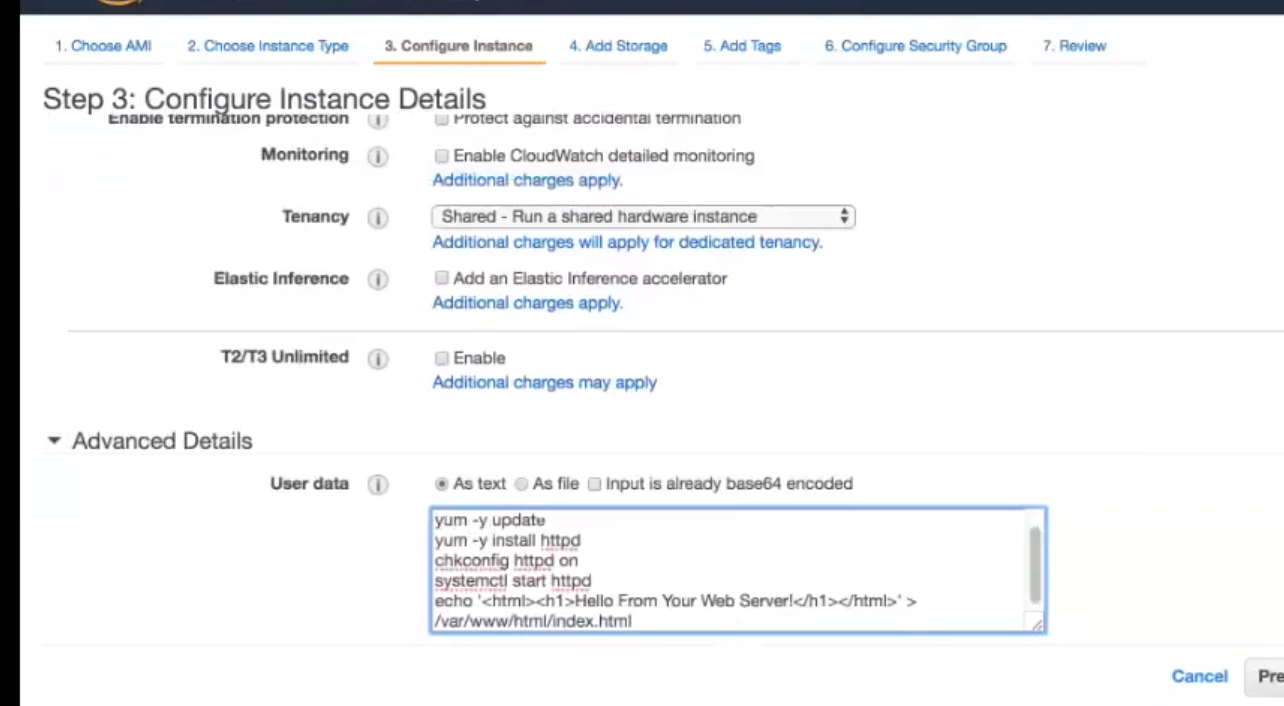 1. Choose AMI 2. Choose Instance Type 3. Configure Instance 4. Add Storage 5. Add Tags 6. Configure Security Group 7. Review
Step 3: Configure Instance Details
Enable termination protection Protect against accidental termination
Monitoring Enable CloudWatch detailed monitoring
Additional charges apply.
Tenancy Shared - Run a shared hardware instance
Additional charges will apply for dedicated tenancy.
Elastic Inference Add an Elastic Inference accelerator
Additional charges apply.
T2/T3 Unlimited Enable
Additional charges may apply
Advanced Details
User data As text As file Input is already base64 encoded
yum -y update
yum -y install httpd
chkconfig httpd on
systemctl start httpd
echo '<html><h1>Hello From Your Web Server!</h1></html>' >
/var/www/html/index.html
Cancel Pre